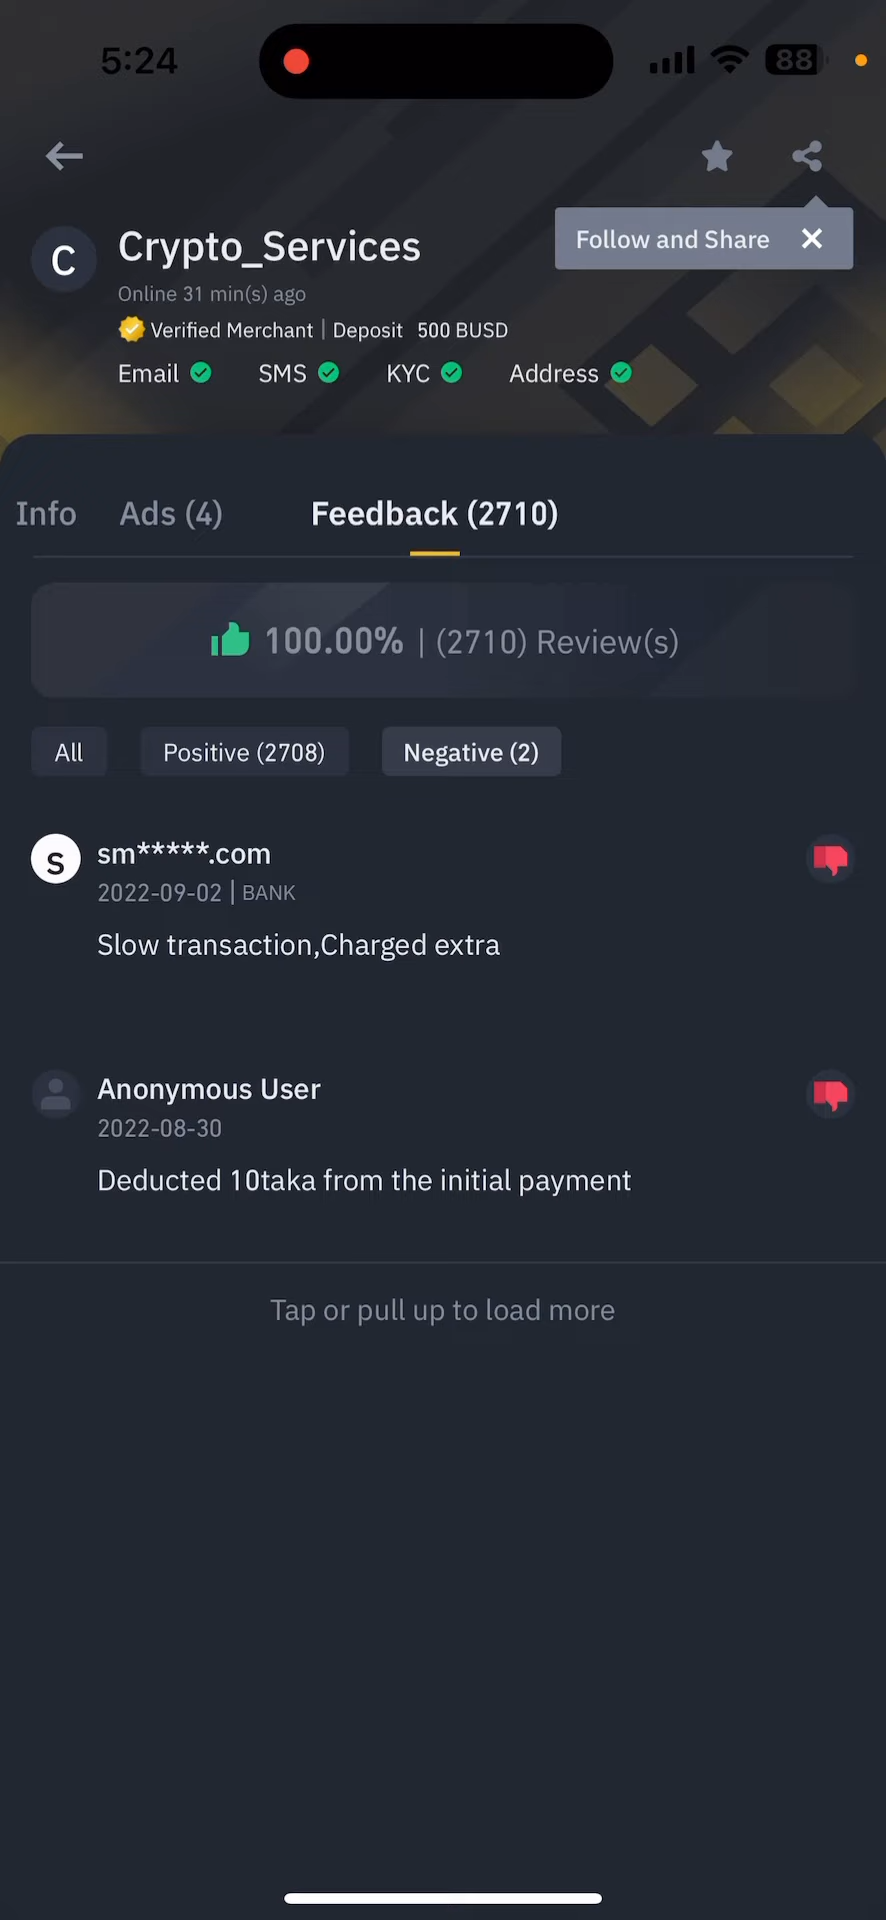 5:24
88
C
Crypto_Services
Follow and Share
Online 31 min(s) ago
Verified Merchant | Deposit 500 BUSD
Email SMS KYC Address
Info Ads (4) Feedback (2710)
100.00% | (2710) Review(s)
All Positive (2708) Negative (2)
S
sm*****.com
2022-09-02 | BANK
Slow transaction,Charged extra
Anonymous User
2022-08-30
Deducted 10taka from the initial payment
Tap or pull up to load more